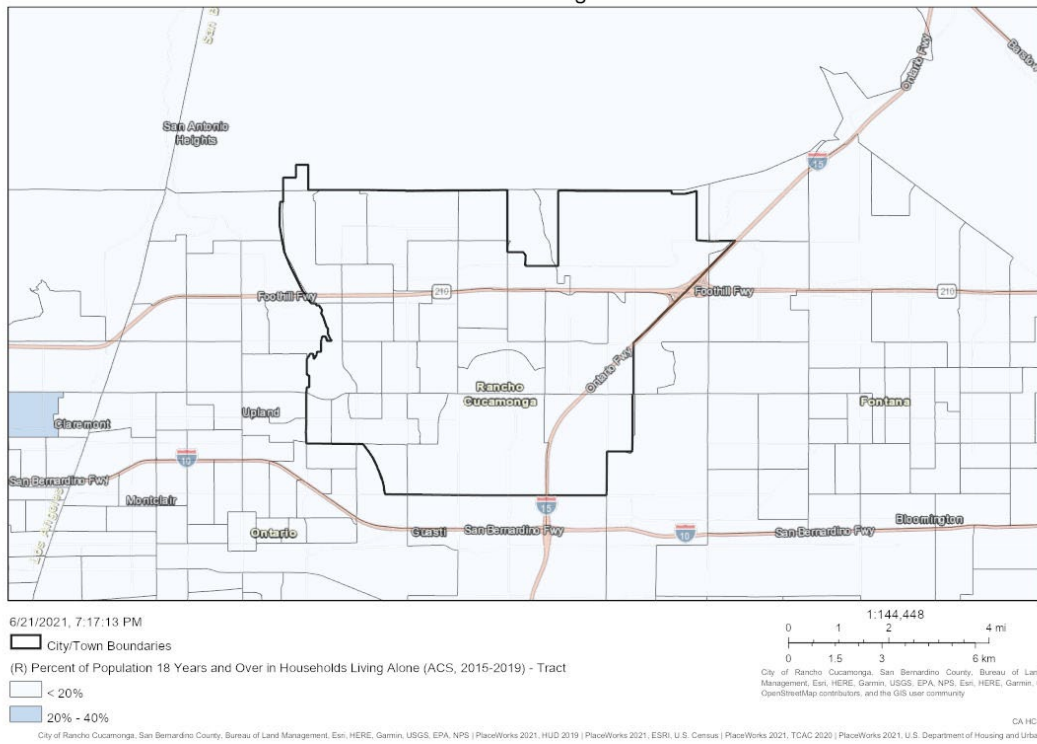 San Antonio
Heights
Ontario Fwy
15
Foothill Fwy
210
Foothill Fwy
210
Ontario Fwy
Rancho
Cucamonga
Fontana
Upland
Claremont
10
San Bernardino Fwy
Montclair
15
Bloomington
Ontario
Guasti
San Bernardino Fwy
10
San Bernardino Fwy
6/21/2021, 7:17:13 PM
City/Town Boundaries
(R) Percent of Population 18 Years and Over in Households Living Alone (ACS, 2015-2019) - Tract
< 20%
20% - 40%
1:144,448
0 1 2 4 mi
0 1.5 3 6 km
City of Rancho Cucamonga, San Bernardino County, Bureau of
Management, Esri, HERE, Garmin, USGS, EPA, NPS, Esri, HERE, Garmin,
OpenStreetMap contributors, and the GIS user community
CA HC
City of Rancho Cucamonga, San Bernardino County, Bureau of Land Management, Esri, HERE, Garmin, USGS, EPA, NPS | PlaceWorks 2021, HUD 2019 | PlaceWorks 2021, ESRI, U.S. Census | PlaceWorks 2021, TCAC 2020 | PlaceWorks 2021, U.S. Department of Housing and